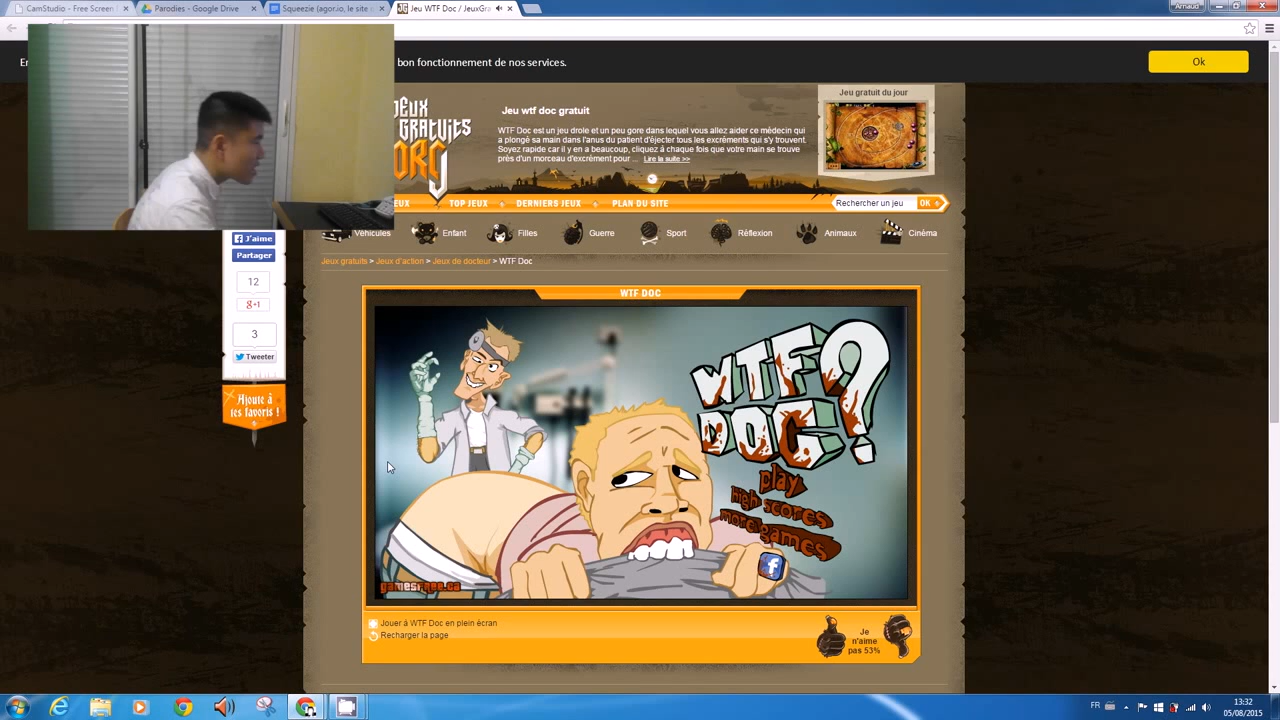 CamStudio - Free Screen
Parodies - Google Drive
Squeezie (agor.io, le site
Jeu WTF Doc / JeuxGra
Arnaud
bon fonctionnement de nos services.
Ok
JEUX
GRATUITS
ORG
Jeu wtf doc gratuit
WTF Doc est un jeu drole et un peu gore dans lequel vous allez aider ce médecin qui
a plongé sa main dans l'anus du patient d'éjecter tous les excréments qui s'y trouvent.
Soyez rapide car il y en a beaucoup, cliquez à chaque fois que votre main se trouve
près d'un morceau d'excrément pour ... Lire la suite >>
Jeu gratuit du jour
EUX
TOP JEUX
DERNIERS JEUX
PLAN DU SITE
Rechercher un jeu
OK
Véhicules
Enfant
Filles
Guerre
Sport
Réflexion
Animaux
Cinéma
J'aime
Partager
12
+1
3
Tweeter
Ajoute à
tes favoris !
Jeux gratuits > Jeux d'action > Jeux de docteur > WTF Doc
WTF DOC
WTF
DOC?!
play
high scores
more games
gamesfree.ca
Jouer à WTF Doc en plein écran
Recharger la page
Je
n'aime
pas 53%
FR
13:32
05/08/2015